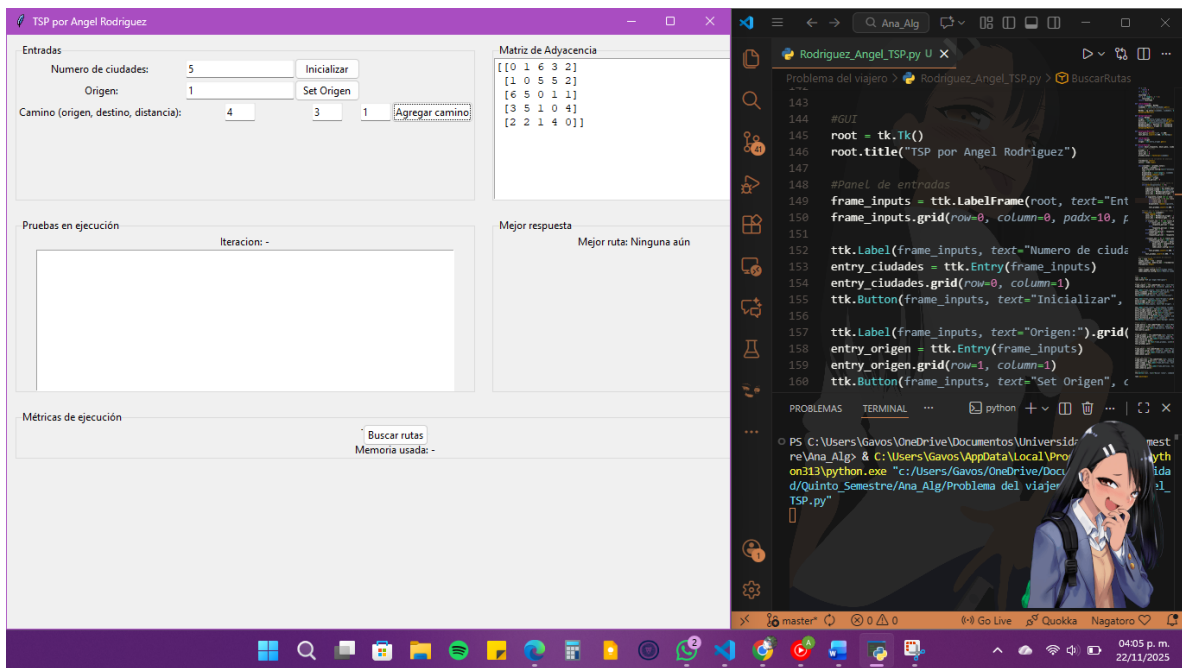 TSP por Angel Rodriguez
Entradas
Numero de ciudades: 5 Inicializar
Origen: 1 Set Origen
Camino (origen, destino, distancia): 4 3 1 Agregar camino
Matriz de Adyacencia
[[0 1 6 3 2]
[1 0 5 5 2]
[6 5 0 1 1]
[3 5 1 0 4]
[2 2 1 4 0]]
Pruebas en ejecución
Iteracion: -
Mejor respuesta
Mejor ruta: Ninguna aún
Métricas de ejecución
Buscar rutas
Memoria usada: -
Ana_Alg
Rodriguez_Angel_TSP.py U
Problema del viajero > Rodriguez_Angel_TSP.py > BuscarRutas
142
143
144 #GUI
145 root = tk.Tk()
146 root.title("TSP por Angel Rodriguez")
147
148 #Panel de entradas
149 frame_inputs = ttk.LabelFrame(root, text="Ent
150 frame_inputs.grid(row=0, column=0, padx=10, p
151
152 ttk.Label(frame_inputs, text="Numero de ciuda
153 entry_ciudades = ttk.Entry(frame_inputs)
154 entry_ciudades.grid(row=0, column=1)
155 ttk.Button(frame_inputs, text="Inicializar",
156
157 ttk.Label(frame_inputs, text="Origen:").grid(
158 entry_origen = ttk.Entry(frame_inputs)
159 entry_origen.grid(row=1, column=1)
160 ttk.Button(frame_inputs, text="Set Origen", c
PROBLEMAS TERMINAL ... python
PS C:\Users\Gavos\OneDrive\Documentos\Universida mest
re\Ana_Alg> & C:\Users\Gavos\AppData\Local\Pro yth
on313\python.exe "c:/Users/Gavos/OneDrive/Docu ida
d/Quinto_Semestre/Ana_Alg/Problema del viajer el_
TSP.py"
41
1
master* 0 0 Go Live Quokka Nagatoro
2
04:05 p. m.
22/11/2025